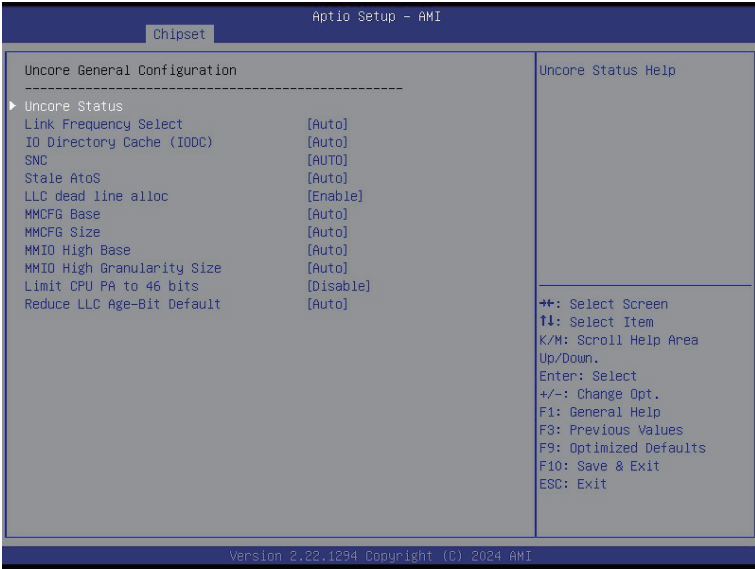 Aptio Setup – AMI
Chipset
Uncore General Configuration
--------------------------------------------------
▶ Uncore Status
Link Frequency Select [Auto]
IO Directory Cache (IODC) [Auto]
SNC [AUTO]
Stale AtoS [Auto]
LLC dead line alloc [Enable]
MMCFG Base [Auto]
MMCFG Size [Auto]
MMIO High Base [Auto]
MMIO High Granularity Size [Auto]
Limit CPU PA to 46 bits [Disable]
Reduce LLC Age-Bit Default [Auto]
Uncore Status Help
→←: Select Screen
↑↓: Select Item
K/M: Scroll Help Area
Up/Down.
Enter: Select
+/-: Change Opt.
F1: General Help
F3: Previous Values
F9: Optimized Defaults
F10: Save & Exit
ESC: Exit
Version 2.22.1294 Copyright (C) 2024 AMI